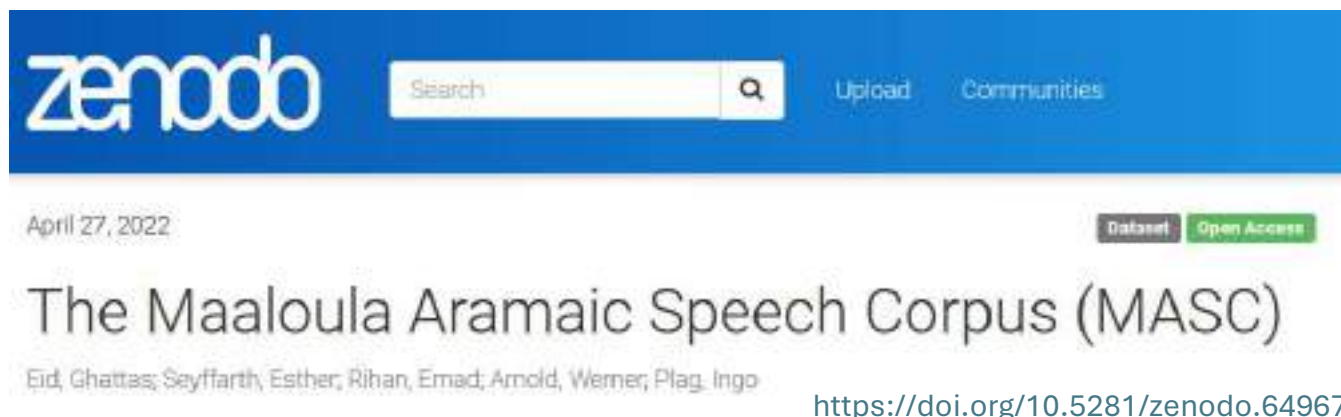 zenodo
Search
Upload
Communities
April 27, 2022
Dataset
Open Access
The Maaloula Aramaic Speech Corpus (MASC)
Eid, Ghattas; Seyffarth, Esther; Rihan, Emad; Arnold, Werner; Plag, Ingo
https://doi.org/10.5281/zenodo.64967